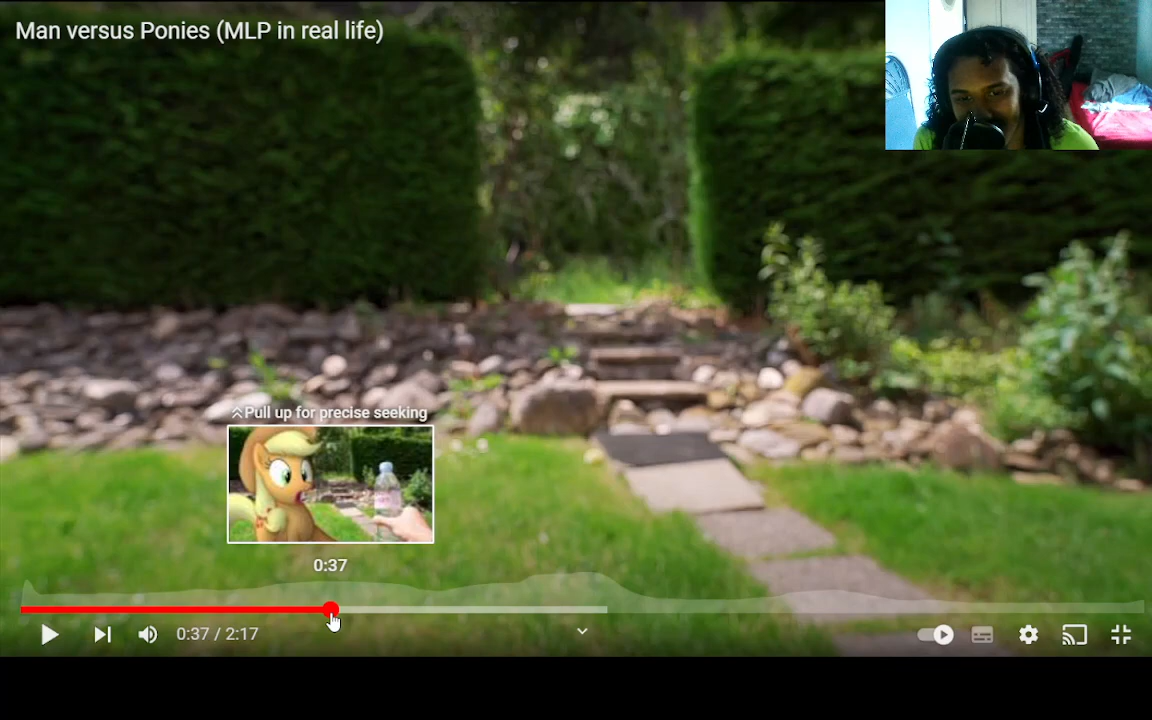 Man versus Ponies (MLP in real life)
Pull up for precise seeking
0:37
0:37 / 2:17